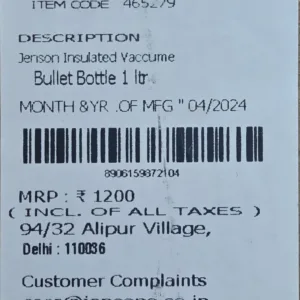 ITEM CODE 465279
DESCRIPTION
Jenson Insulated Vaccume
Bullet Bottle 1 ltr
MONTH &YR .OF MFG " 04/2024
8906159872104
MRP : ₹ 1200
( INCL. OF ALL TAXES )
94/32 Alipur Village,
Delhi : 110036
Customer Complaints